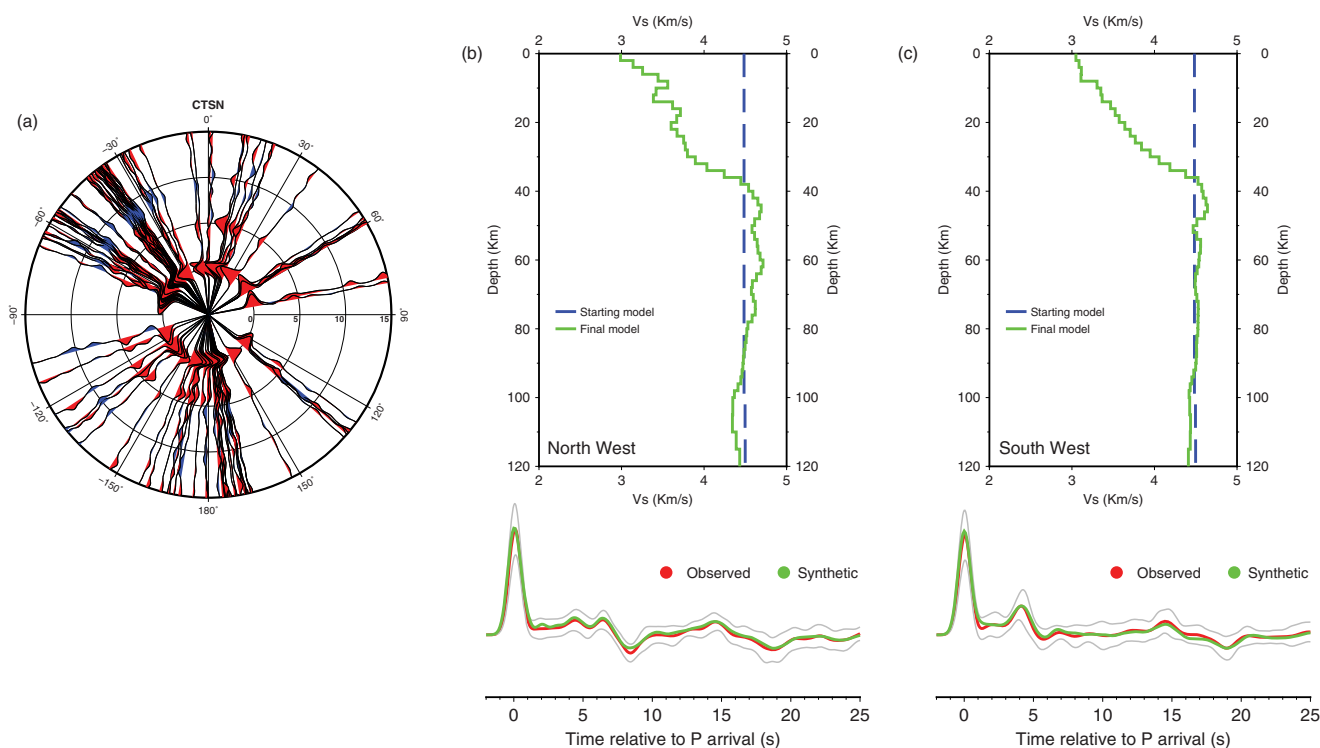 (a)
CTSN
0°
30°
60°
90°
120°
150°
180°
−150°
−120°
−90°
−60°
−30°
0 5 10 15
(b)
Vs (Km/s)
2 3 4 5
0 0
20 20
40 40
60 60
80 80
100 100
120 120
Depth (Km) Depth (Km)
Starting model
Final model
North West
2 3 4 5
Vs (Km/s)
Observed Synthetic
0 5 10 15 20 25
Time relative to P arrival (s)
(c)
Vs (Km/s)
2 3 4 5
0 0
20 20
40 40
60 60
80 80
100 100
120 120
Depth (Km) Depth (Km)
Starting model
Final model
South West
2 3 4 5
Vs (Km/s)
Observed Synthetic
0 5 10 15 20 25
Time relative to P arrival (s)